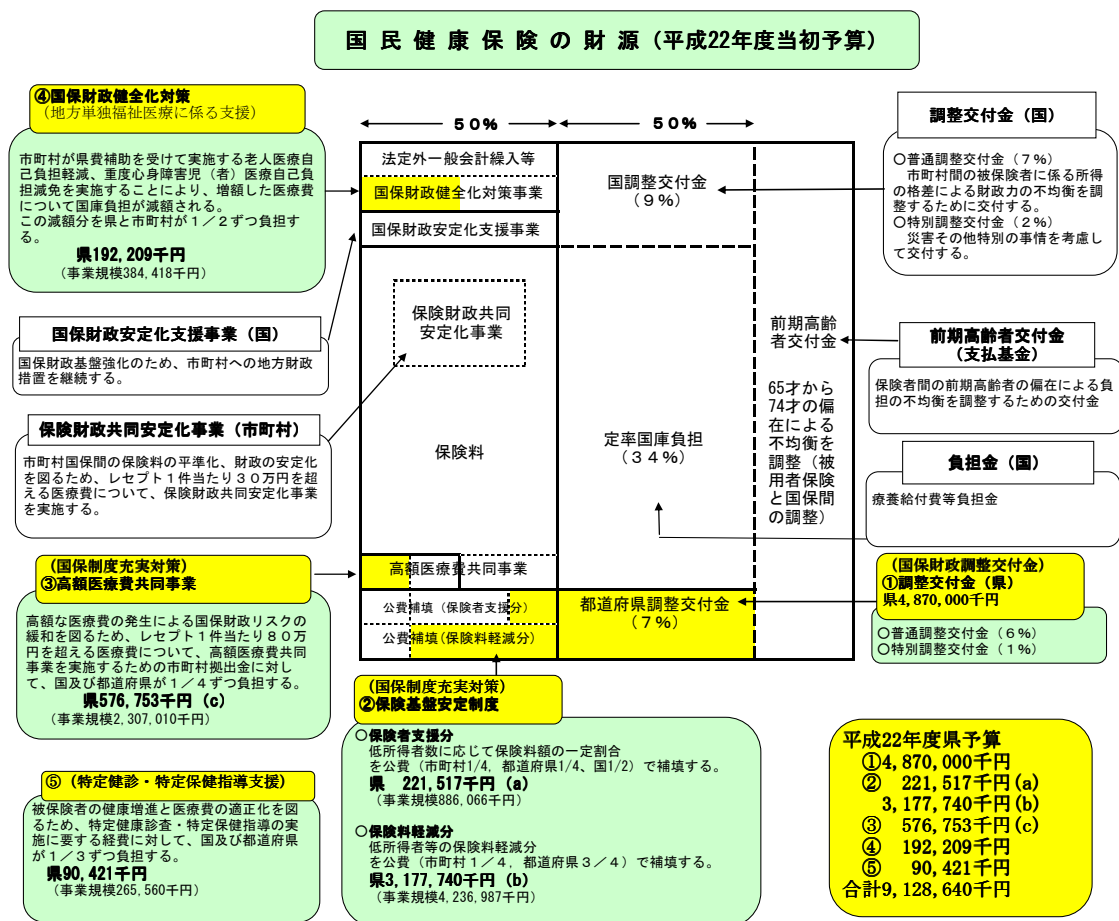 国 民 健 康 保 険 の 財 源 （平成22年度当初予算）
④国保財政健全化対策
（地方単独福祉医療に係る支援）
市町村が県費補助を受けて実施する老人医療自
己負担軽減、重度心身障害児（者）医療自己負
担減免を実施することにより、増額した医療費
について国庫負担が減額される。
この減額分を県と市町村が１／２ずつ負担す
る。
県192,209千円
（事業規模384,418千円）
国保財政安定化支援事業（国）
国保財政基盤強化のため、市町村への地方財政
措置を継続する。
保険財政共同安定化事業（市町村）
市町村国保間の保険料の平準化、財政の安定化
を図るため、レセプト１件当たり３０万円を超
える医療費について、保険財政共同安定化事業
を実施する。
（国保制度充実対策）
③高額医療費共同事業
高額な医療費の発生による国保財政リスクの
緩和を図るため、レセプト１件当たり８０万
円を超える医療費について、高額医療費共同
事業を実施するための市町村拠出金に対し
て、国及び都道府県が１／４ずつ負担する。
県576,753千円 (c)
（事業規模2,307,010千円）
⑤（特定健診・特定保健指導支援）
被保険者の健康増進と医療費の適正化を図
るため、特定健康診査・特定保健指導の実
施に要する経費に対して、国及び都道府県
が１／３ずつ負担する。
県90,421千円
（事業規模265,560千円）
５０％
５０％
法定外一般会計繰入等
国保財政健全化対策事業
国保財政安定化支援事業
保険財政共同
安定化事業
保険料
高額医療費共同事業
公費補填（保険者支援分）
公費補填(保険料軽減分)
国調整交付金
（９％）
定率国庫負担
（３４％）
都道府県調整交付金
（７％）
前期高齢
者交付金
65才から
74才の偏
在による
不均衡を
調整（被
用者保険
と国保間
の調整）
（国保制度充実対策）
②保険基盤安定制度
○保険者支援分
低所得者数に応じて保険料額の一定割合
を公費（市町村1/4，都道府県1/4、国1/2）で補填する。
県　221,517千円 (a)
（事業規模886,066千円）
○保険料軽減分
低所得者等の保険料軽減分
を公費（市町村１／４，都道府県３／４）で補填する。
県3,177,740千円 (b)
（事業規模4,236,987千円）
調整交付金（国）
○普通調整交付金（７％）
市町村間の被保険者に係る所得
の格差による財政力の不均衡を調
整するために交付する。
○特別調整交付金（２％）
災害その他特別の事情を考慮し
て交付する。
前期高齢者交付金
（支払基金）
保険者間の前期高齢者の偏在による負
担の不均衡を調整するための交付金
負担金（国）
療養給付費等負担金
（国保財政調整交付金）
①調整交付金（県）
県4,870,000千円
○普通調整交付金（６％）
○特別調整交付金（１％）
平成22年度県予算
①4,870,000千円
②　221,517千円(a)
3,177,740千円(b)
③　576,753千円(c)
④　192,209千円
⑤　90,421千円
合計9,128,640千円